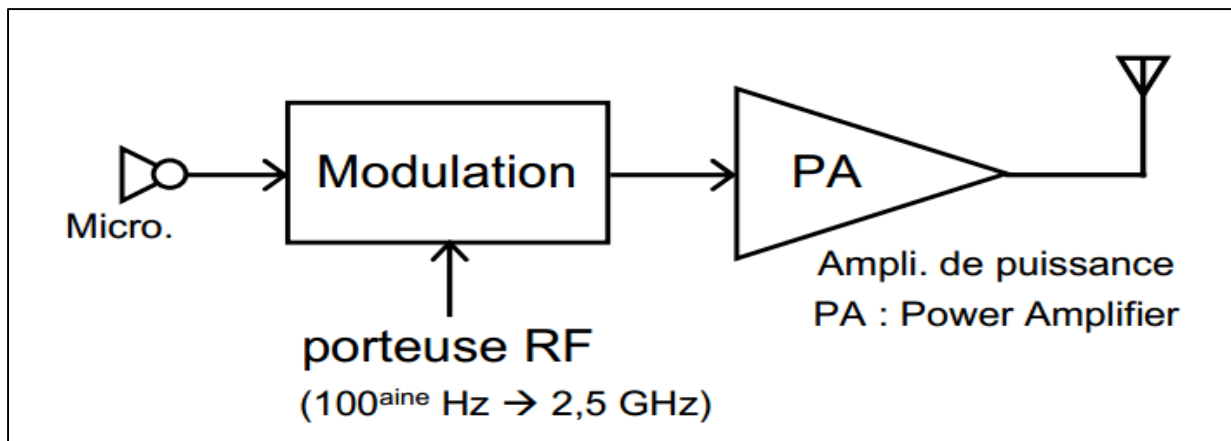 Modulation
PA
Micro.
Ampli. de puissance
PA : Power Amplifier
porteuse RF
(100aine Hz → 2,5 GHz)